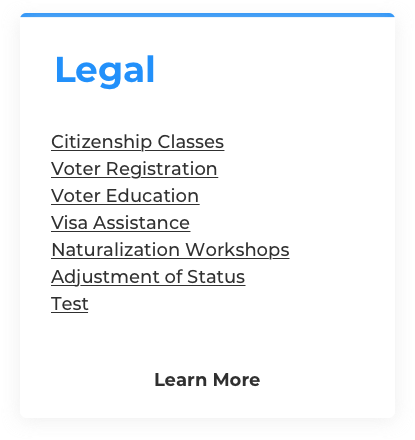 Legal
Citizenship Classes
Voter Registration
Voter Education
Visa Assistance
Naturalization Workshops
Adjustment of Status
Test
Learn More